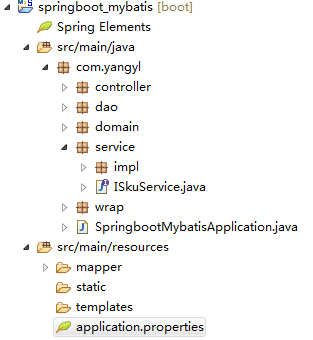 springboot_mybatis [boot]
Spring Elements
src/main/java
com.yangyl
controller
dao
domain
service
impl
ISkuService.java
wrap
SpringbootMybatisApplication.java
src/main/resources
mapper
static
templates
application.properties